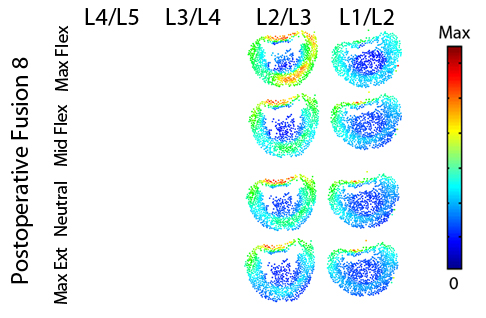 L4/L5 L3/L4 L2/L3 L1/L2
Max
Postoperative Fusion 8
Max Flex
Mid Flex
Neutral
Max Ext
0